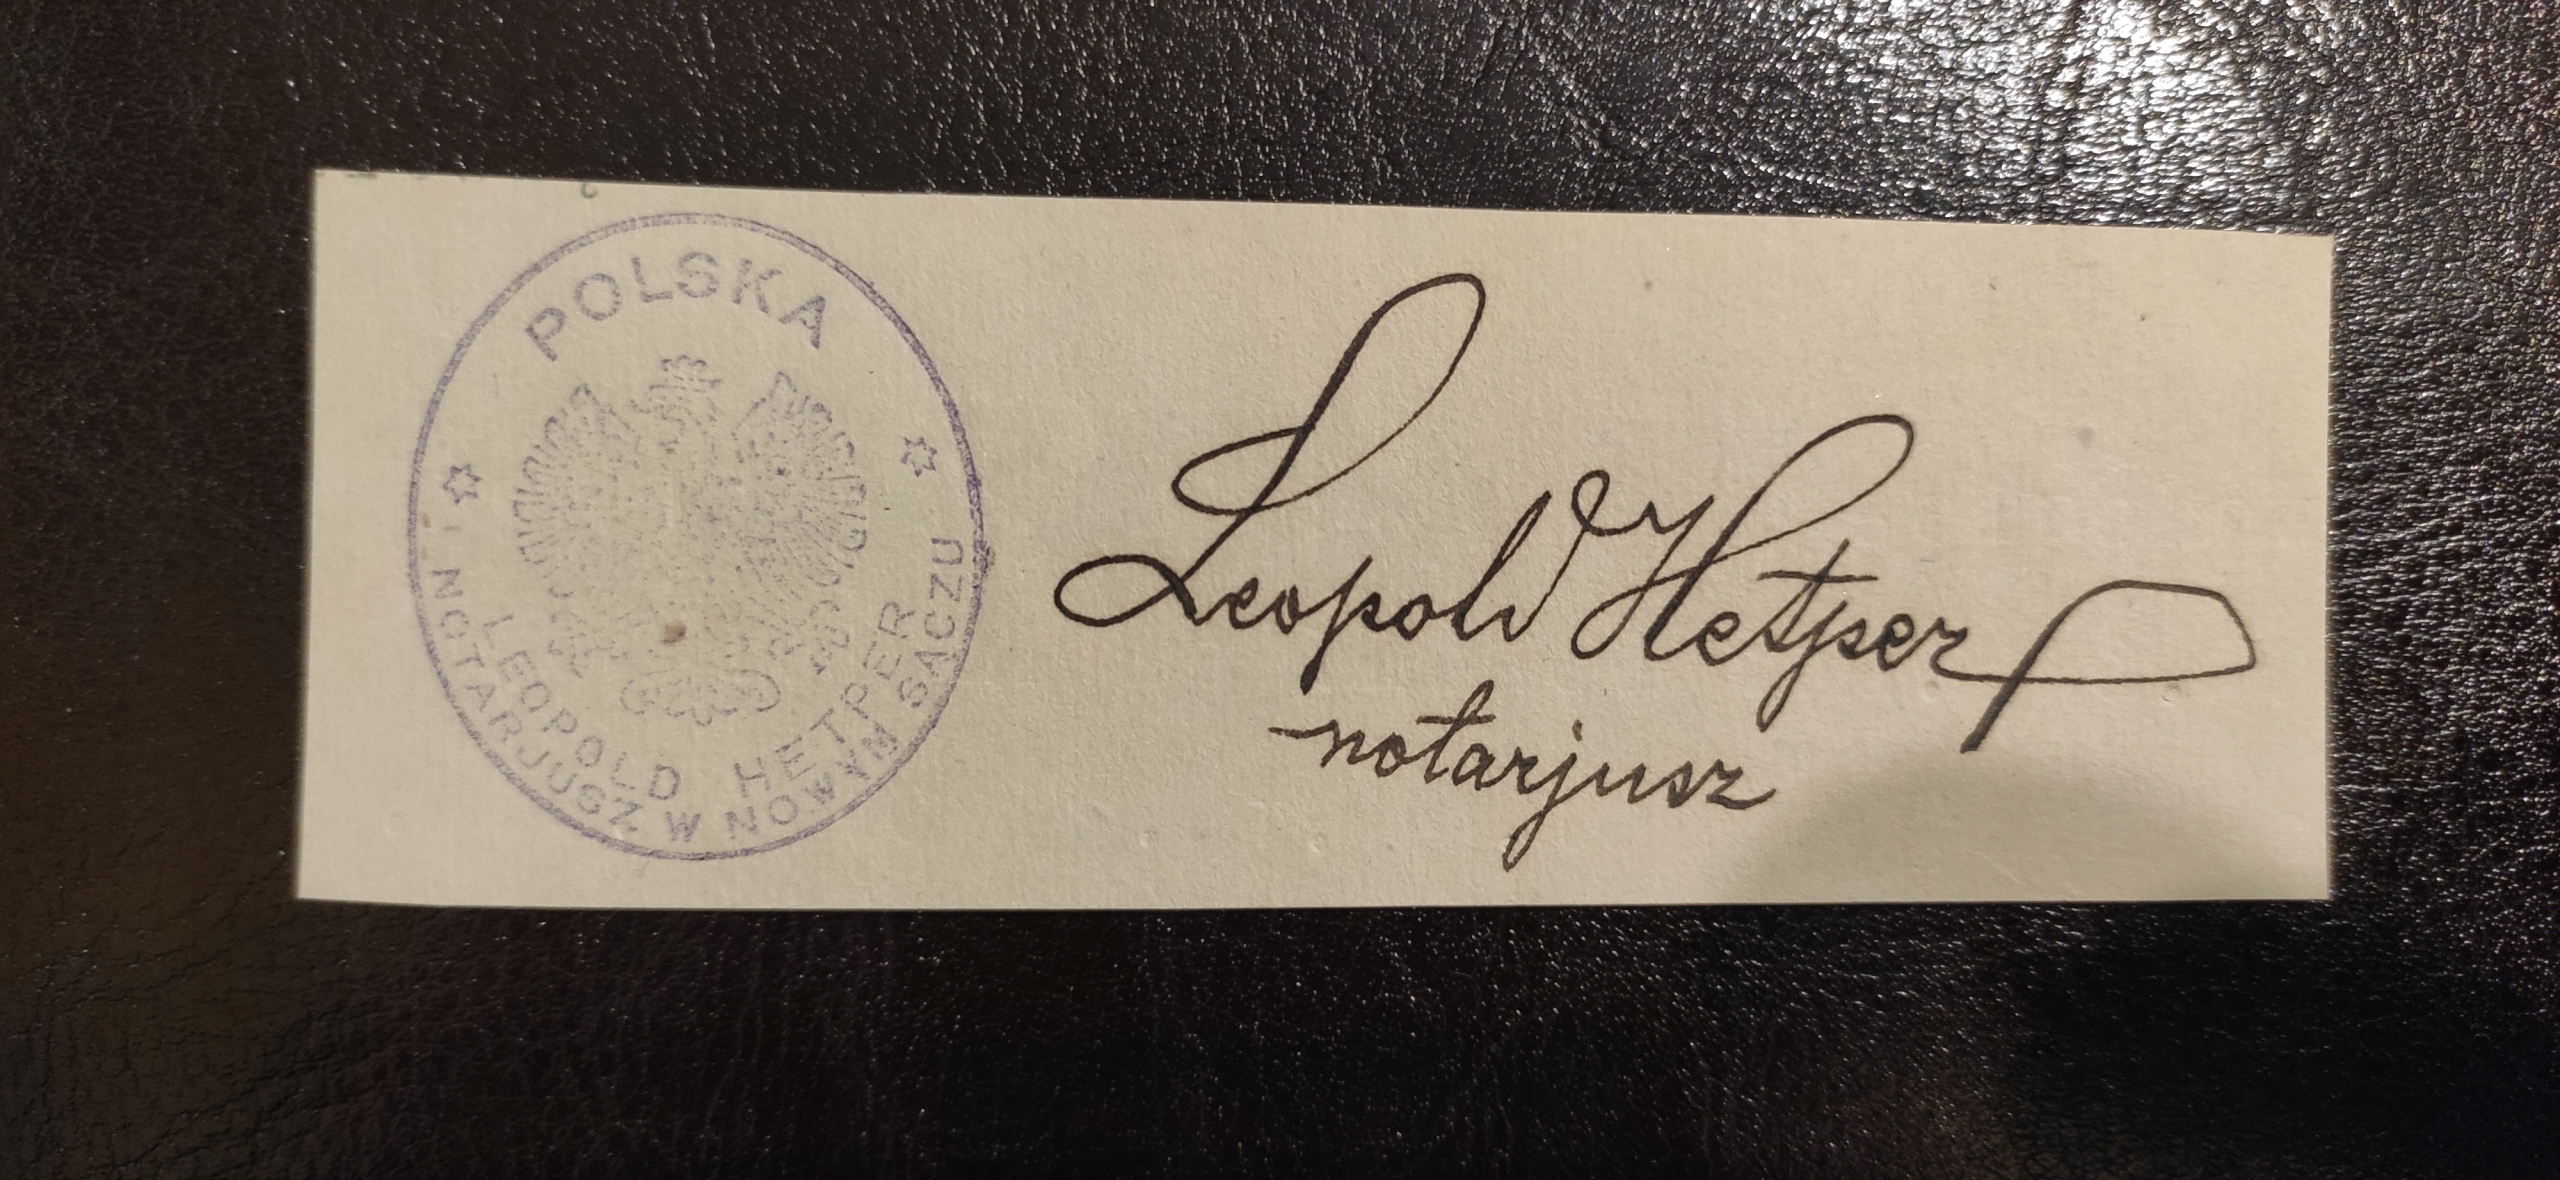 POLSKA
LEOPOLD HETPER
NOTARJUSZ W NOWYM SĄCZU
Leopold Hetper
notarjusz